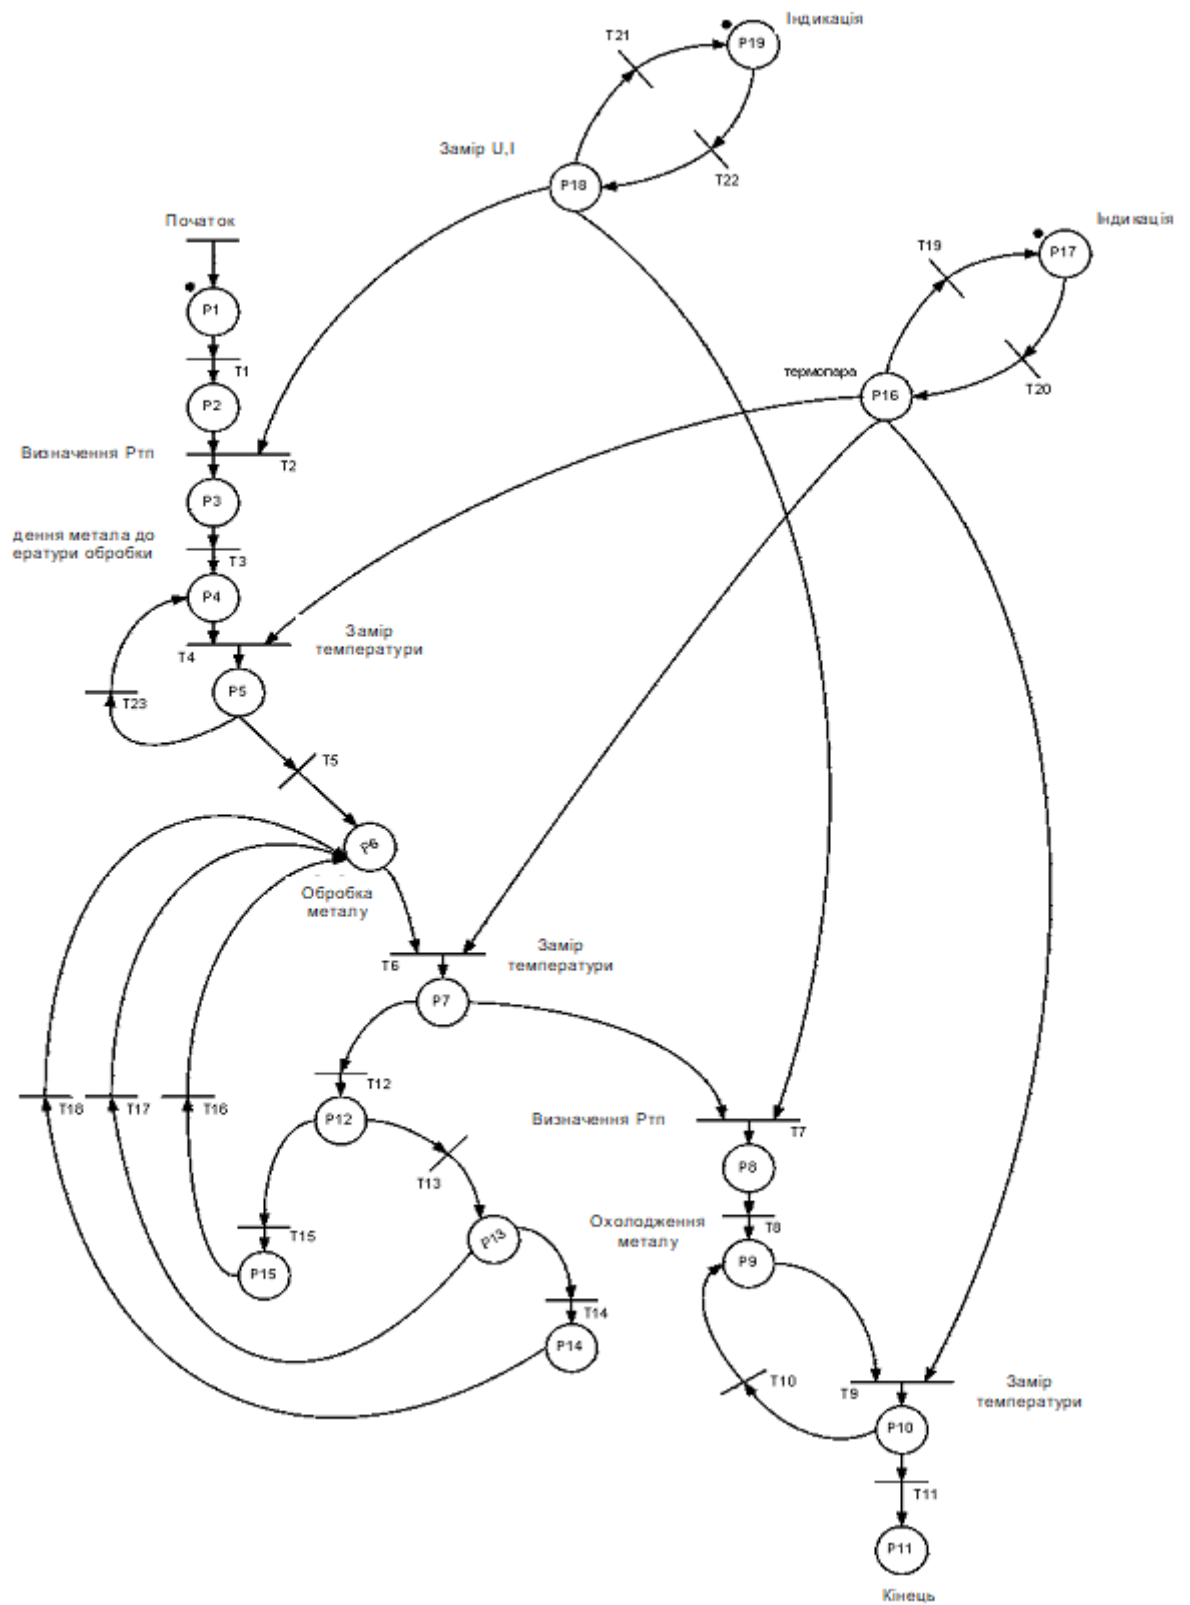 Індикація
T21
P19
Замір U,I
T22
P18
Початок
Індикація
T19
P17
P1
T1
термопара
T20
P16
P2
Визначення Ртп
T2
P3
дення метала до
ератури обробки
T3
P4
Замір
температури
T4
P5
T23
T5
P6
Обробка
металу
Замір
температури
T6
P7
T12
T18
T17
T16
P12
Визначення Ртп
T7
T13
P8
Охолодження
металу
T8
T15
P13
P9
P15
T14
P14
T10
T9
Замір
температури
P10
T11
P11
Кінець